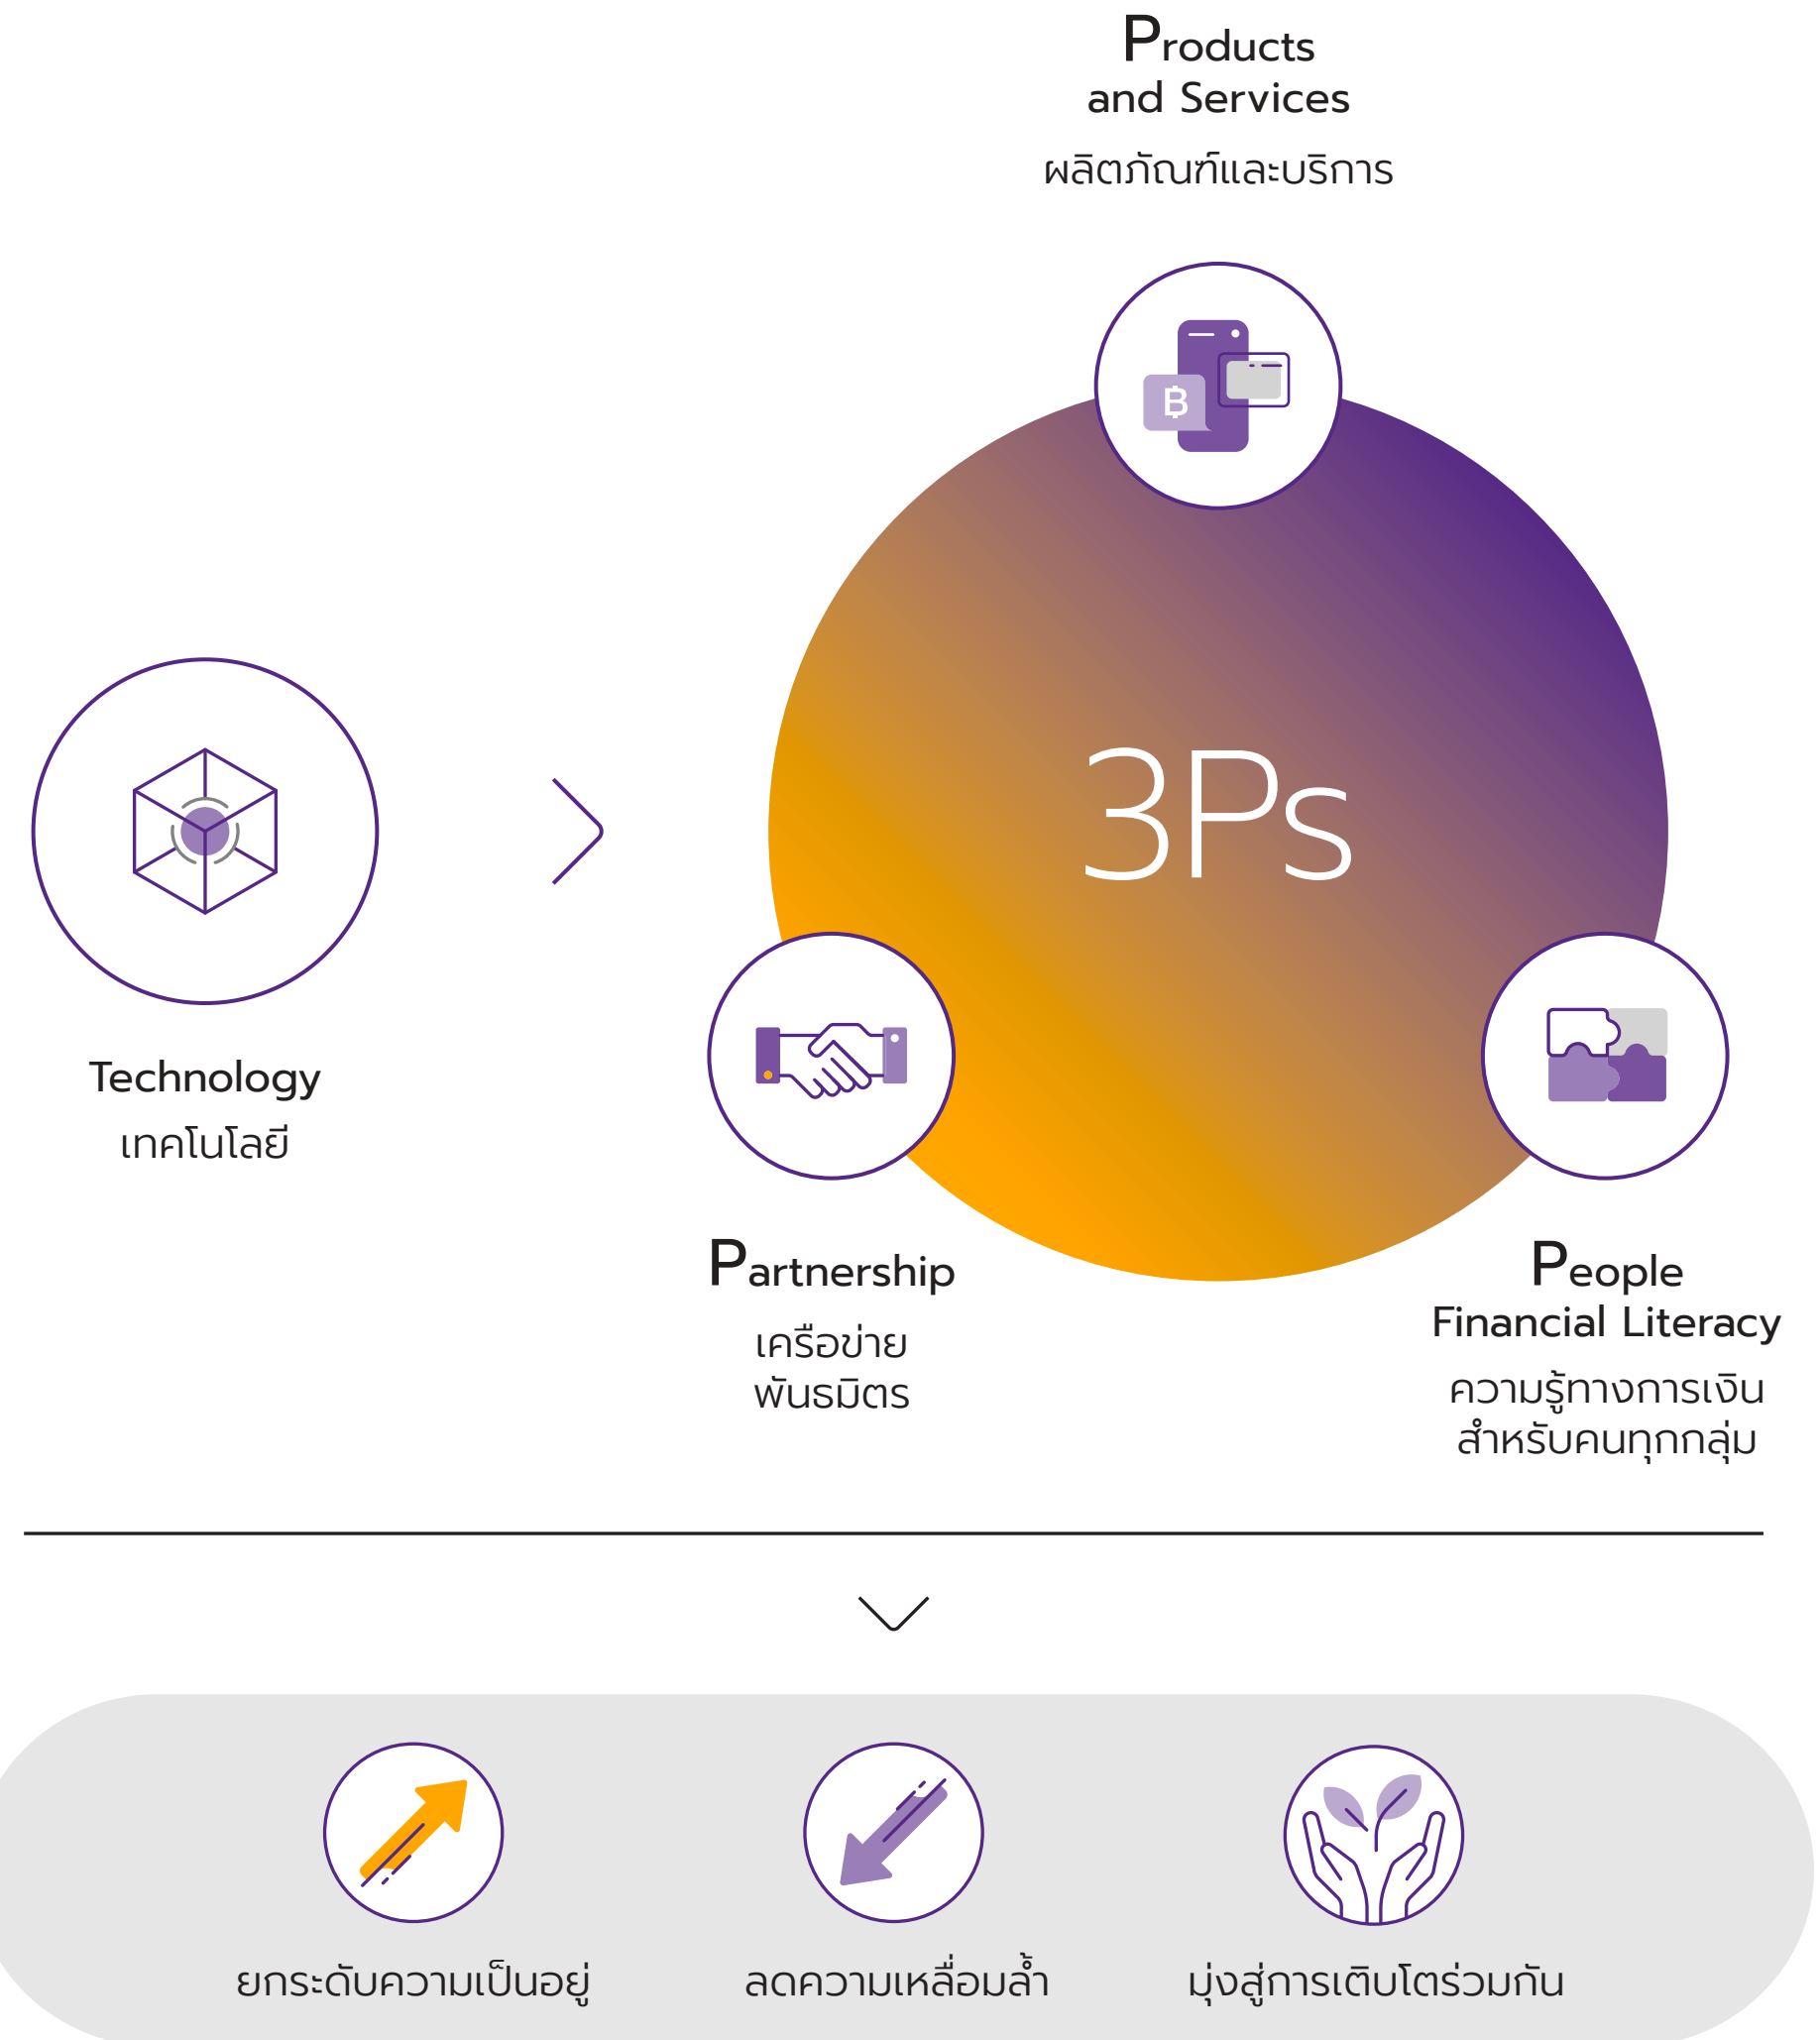 Products
and Services
ผลิตภัณฑ์และบริการ
฿
3Ps
Technology
เทคโนโลยี
Partnership
เครือข่าย
พันธมิตร
People
Financial Literacy
ความรู้ทางการเงิน
สำหรับคนทุกกลุ่ม
ยกระดับความเป็นอยู่
ลดความเหลื่อมล้ำ
มุ่งสู่การเติบโตร่วมกัน